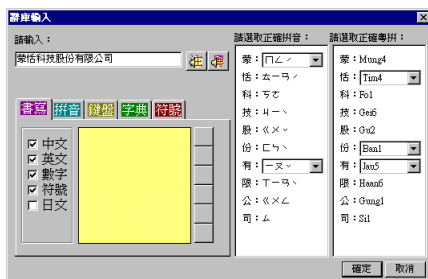 辭庫輸入
請輸入：
蒙恬科技股份有限公司
書寫 拼音 鍵盤 字典 符號
中文
英文
數字
符號
日文
請選取正確拼音：
蒙：ㄇㄥˊ
恬：ㄊㄧㄢˊ
科：ㄎㄜ
技：ㄐㄧˋ
股：ㄍㄨˇ
份：ㄈㄣˋ
有：ㄧㄡˇ
限：ㄒㄧㄢˋ
公：ㄍㄨㄥ
司：ㄙ
請選取正確粵拼：
蒙：Mung4
恬：Tim4
科：Fo1
技：Gei6
股：Gu2
份：Ban1
有：Jau5
限：Haan6
公：Gung1
司：Si1
確定 取消